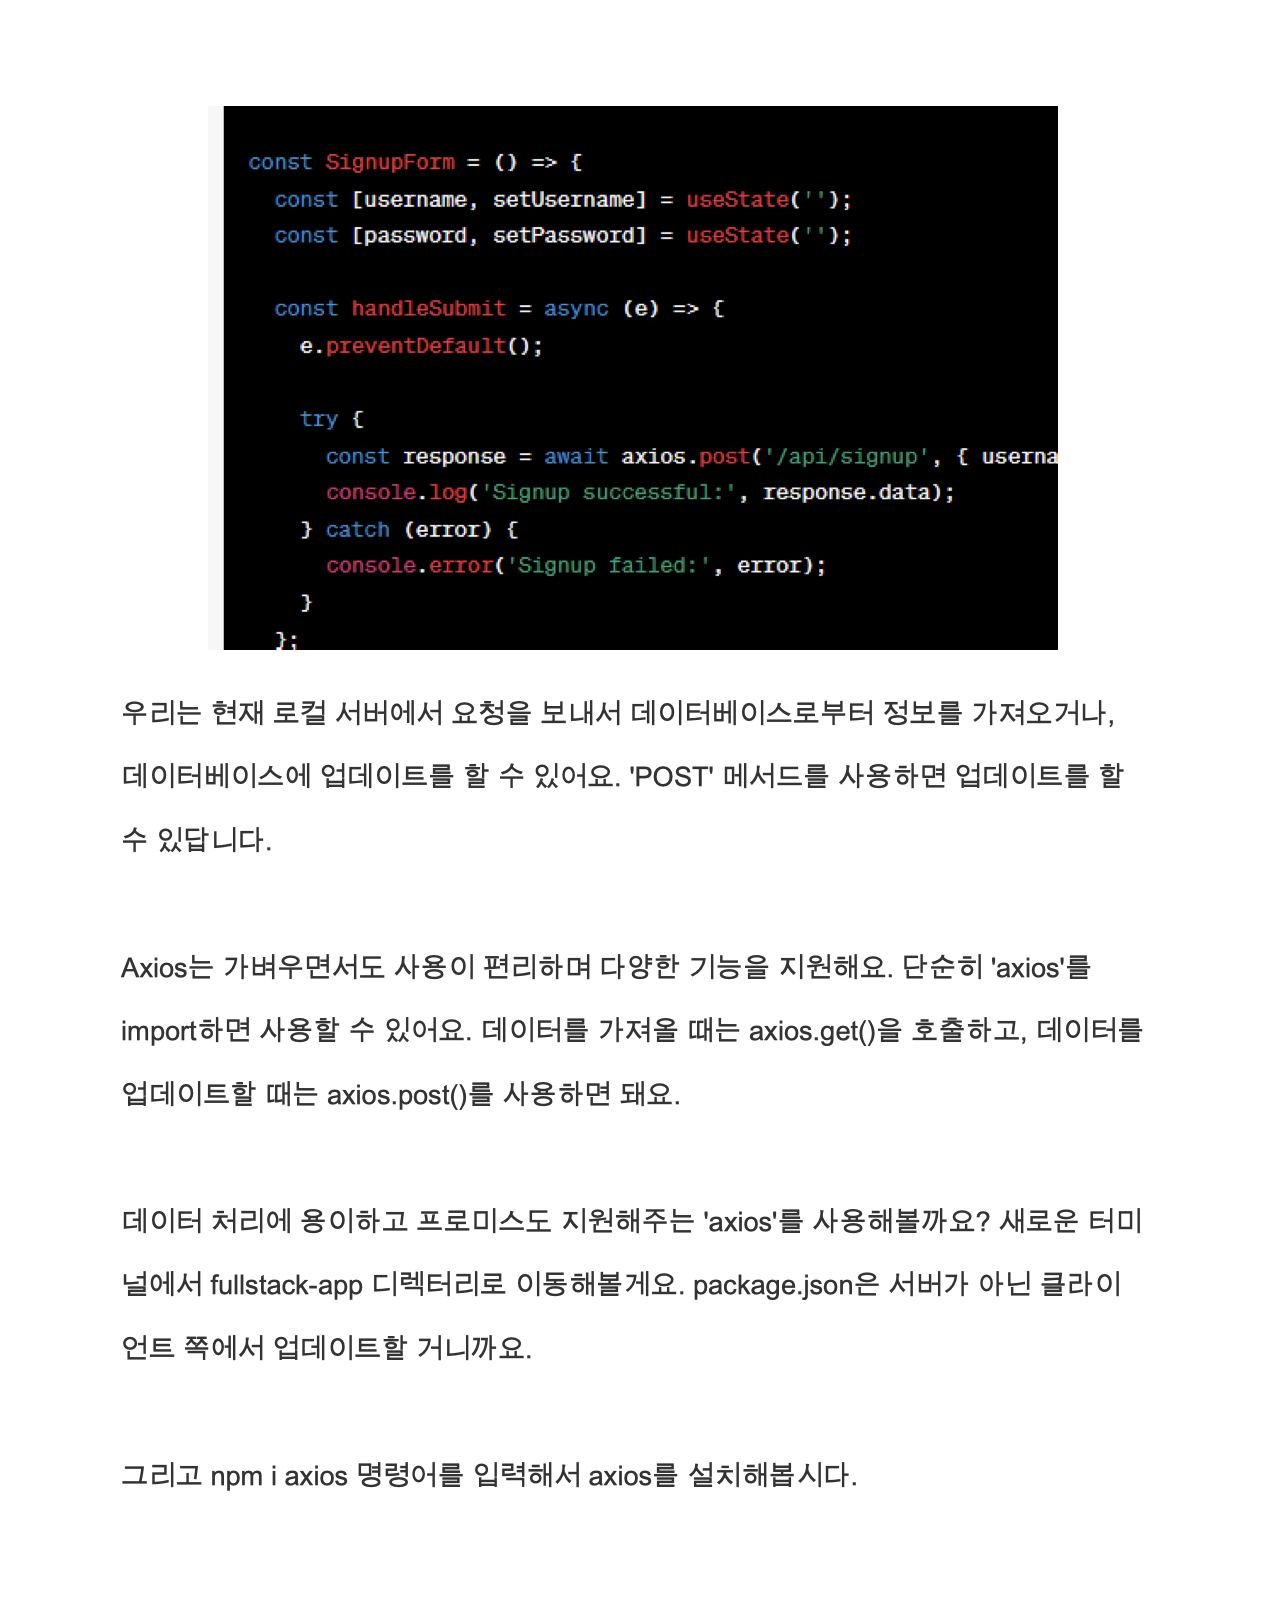 const SignupForm = () => {
const [username, setUsername] = useState('');
const [password, setPassword] = useState('');
const handleSubmit = async (e) => {
e.preventDefault();
try {
const response = await axios.post('/api/signup', { userna
console.log('Signup successful:', response.data);
} catch (error) {
console.error('Signup failed:', error);
}
};
우리는 현재 로컬 서버에서 요청을 보내서 데이터베이스로부터 정보를 가져오거나,
데이터베이스에 업데이트를 할 수 있어요. 'POST' 메서드를 사용하면 업데이트를 할
수 있답니다.
Axios는 가벼우면서도 사용이 편리하며 다양한 기능을 지원해요. 단순히 'axios'를
import하면 사용할 수 있어요. 데이터를 가져올 때는 axios.get()을 호출하고, 데이터를
업데이트할 때는 axios.post()를 사용하면 돼요.
데이터 처리에 용이하고 프로미스도 지원해주는 'axios'를 사용해볼까요? 새로운 터미
널에서 fullstack-app 디렉터리로 이동해볼게요. package.json은 서버가 아닌 클라이
언트 쪽에서 업데이트할 거니까요.
그리고 npm i axios 명령어를 입력해서 axios를 설치해봅시다.